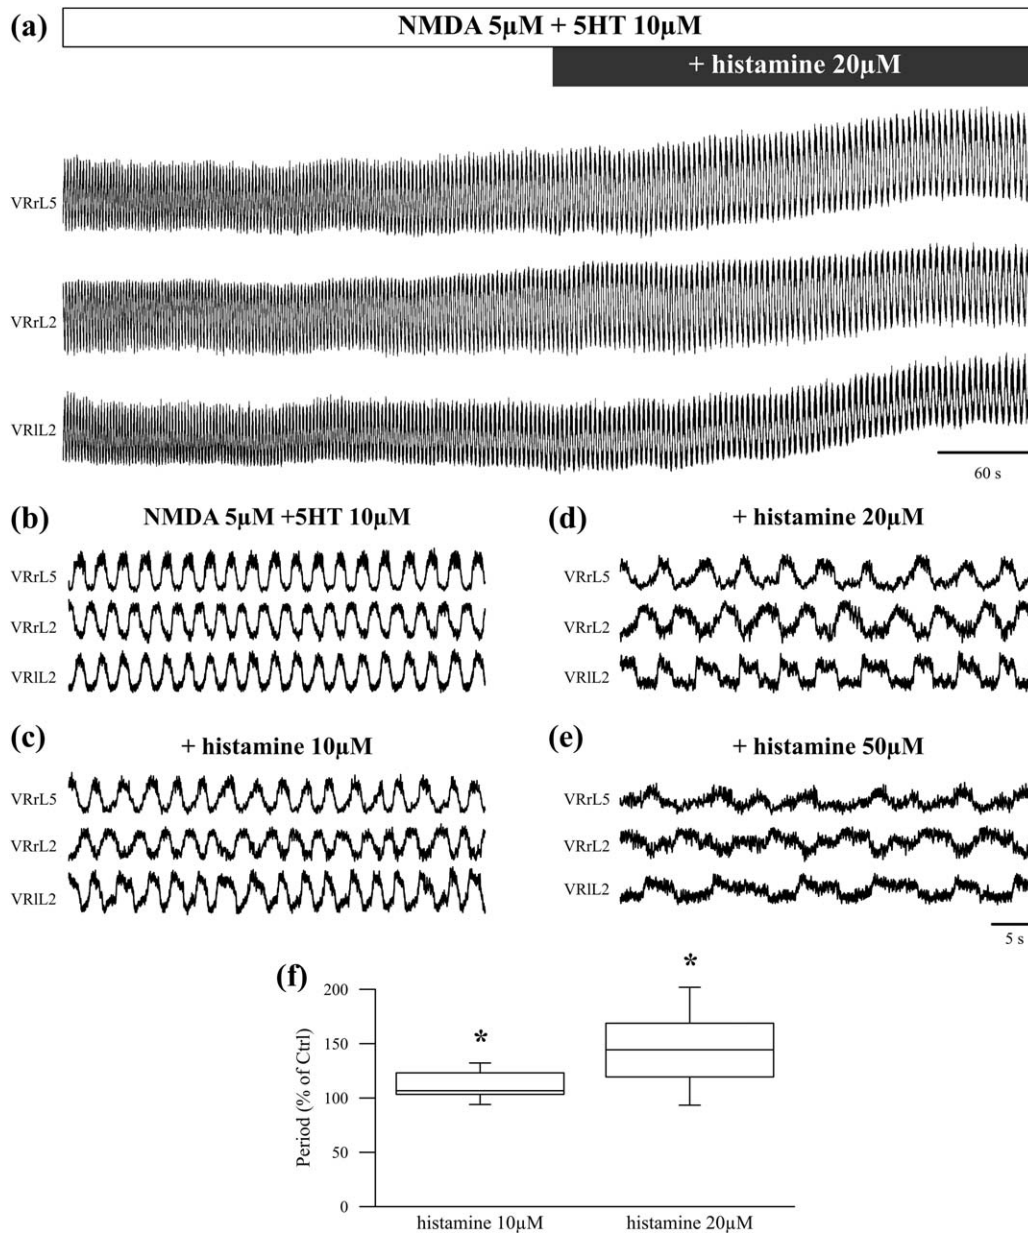 (a)
NMDA 5µM + 5HT 10µM
+ histamine 20µM
VRrL5
VRrL2
VRlL2
60 s
(b)
NMDA 5µM +5HT 10µM
VRrL5
VRrL2
VRlL2
(c)
+ histamine 10µM
VRrL5
VRrL2
VRlL2
(d)
+ histamine 20µM
VRrL5
VRrL2
VRlL2
(e)
+ histamine 50µM
VRrL5
VRrL2
VRlL2
5 s
(f)
Period (% of Ctrl)
200
150
100
50
0
*
*
histamine 10µM
histamine 20µM